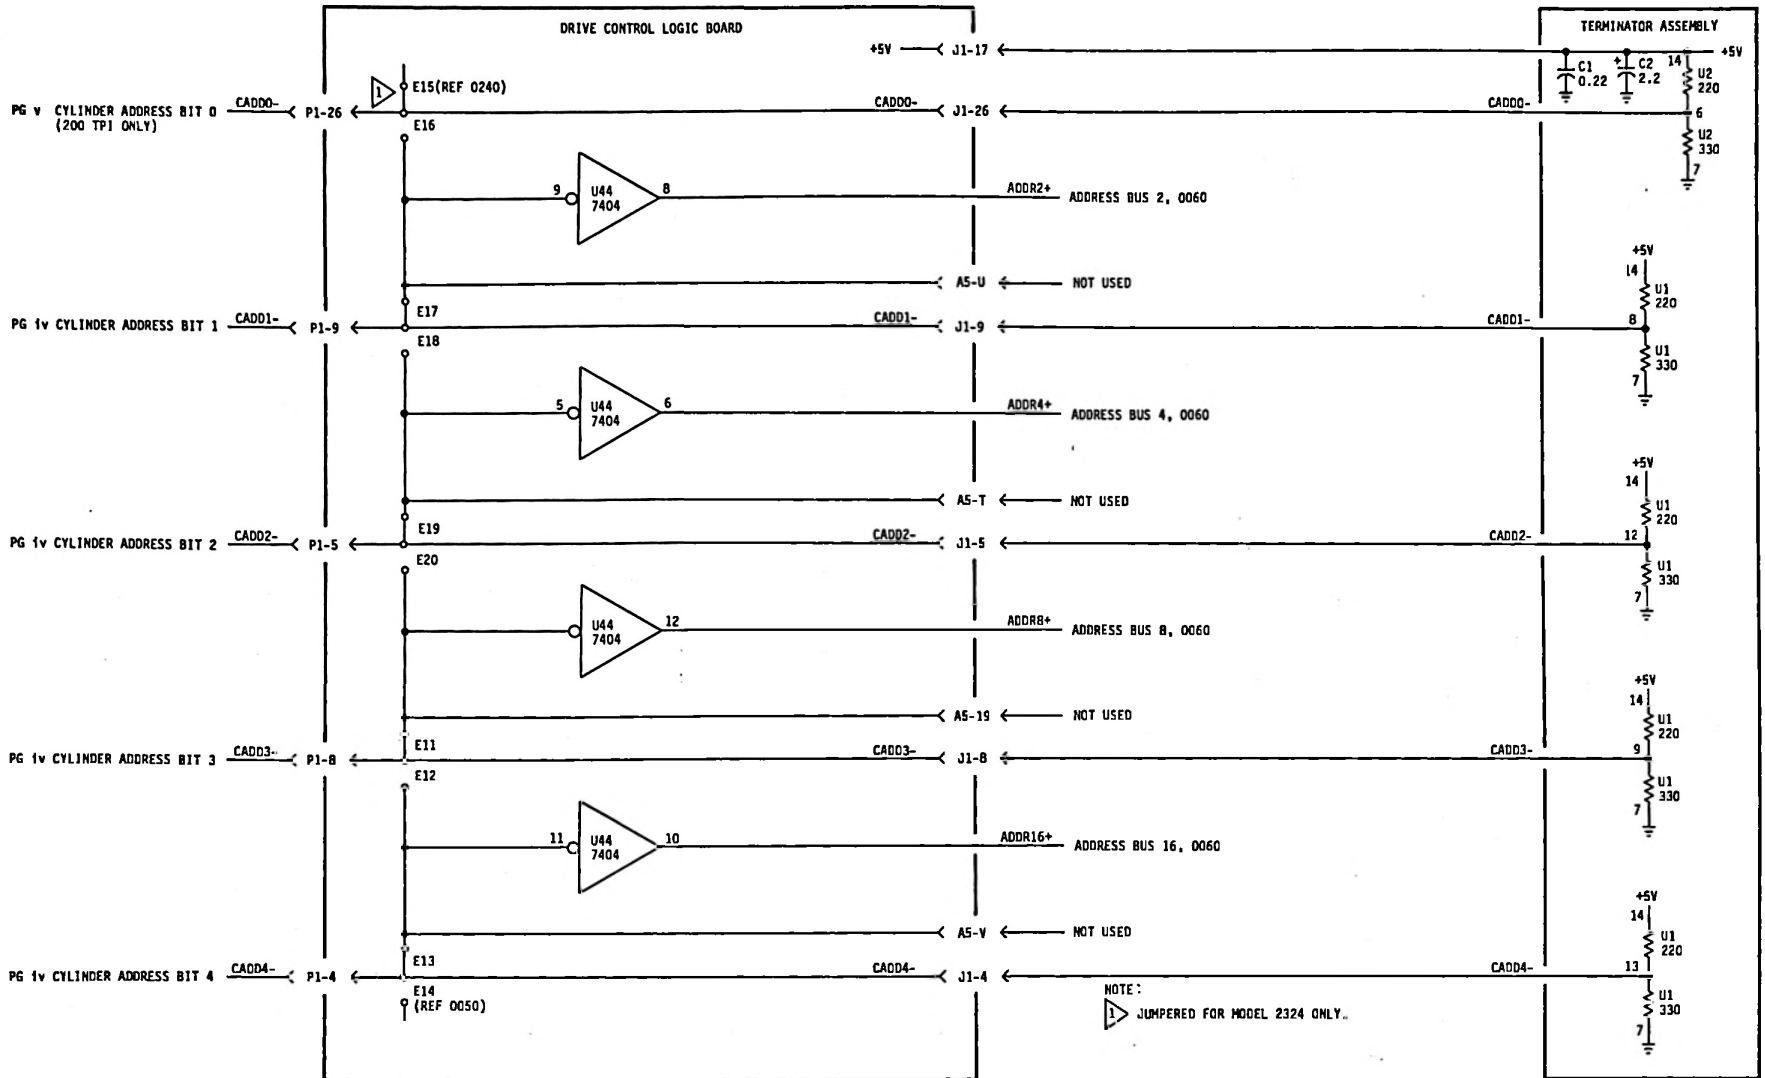 DRIVE CONTROL LOGIC BOARD
TERMINATOR ASSEMBLY
+5V J1-17 +5V
C1 0.22
C2 2.2
14 U2 220
1 E15(REF 0240)
PG v CYLINDER ADDRESS BIT 0 CADD0- P1-26 CADD0- J1-26 CADD0- 6
(200 TPI ONLY)
E16
U2 330
7
9 U44 7404 8 ADDR2+ ADDRESS BUS 2, 0060
+5V
14 U1 220
A5-U NOT USED
E17
PG iv CYLINDER ADDRESS BIT 1 CADD1- P1-9 CADD1- J1-9 CADD1- 8
E18
U1 330
7
5 U44 7404 6 ADDR4+ ADDRESS BUS 4, 0060
+5V
14 U1 220
A5-T NOT USED
E19
PG iv CYLINDER ADDRESS BIT 2 CADD2- P1-5 CADD2- J1-5 CADD2- 12
E20
U1 330
7
U44 7404 12 ADDR8+ ADDRESS BUS 8, 0060
+5V
14 U1 220
A5-19 NOT USED
E11
PG iv CYLINDER ADDRESS BIT 3 CADD3- P1-8 CADD3- J1-8 CADD3- 9
E12
U1 330
7
11 U44 7404 10 ADDR16+ ADDRESS BUS 16, 0060
+5V
14 U1 220
A5-V NOT USED
E13
PG iv CYLINDER ADDRESS BIT 4 CADD4- P1-4 CADD4- J1-4 CADD4- 13
E14
(REF 0050)
U1 330
7
NOTE:
1 JUMPERED FOR MODEL 2324 ONLY.